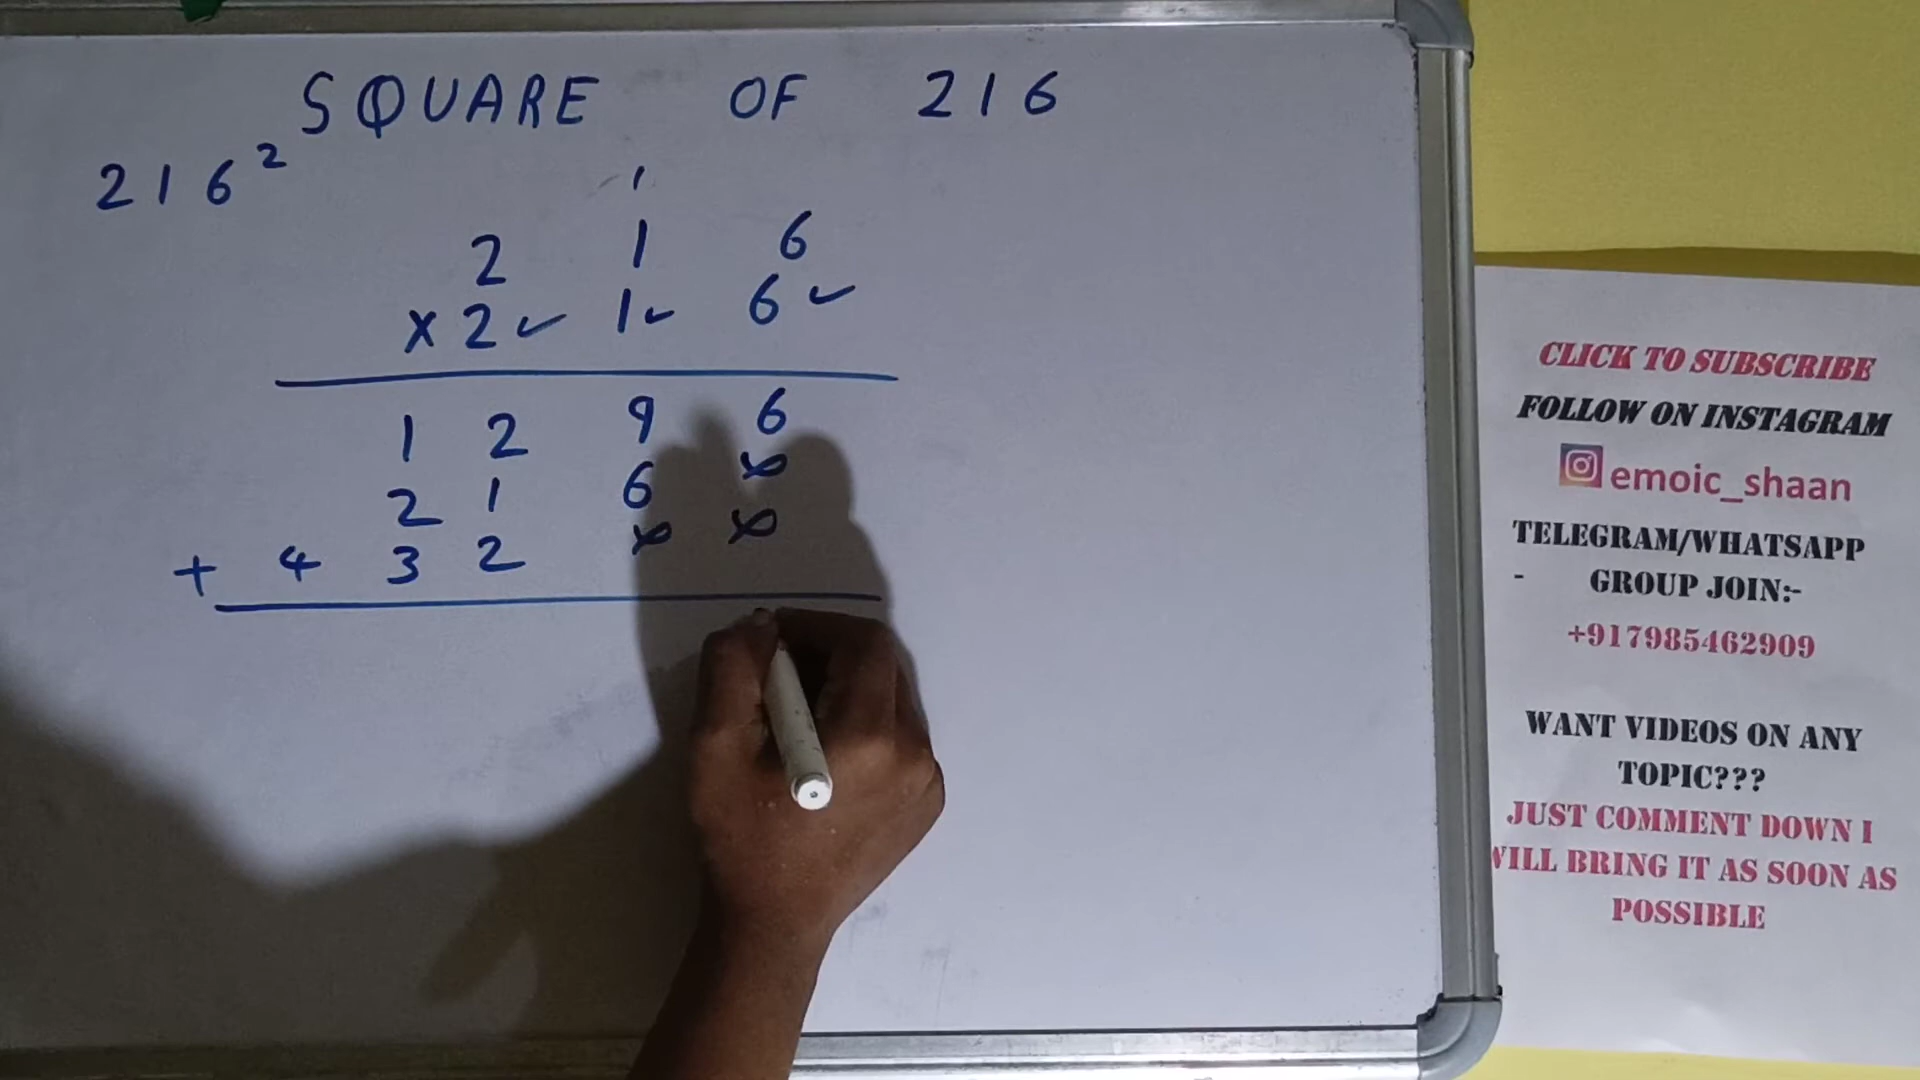 SQUARE OF 216
216²
1
2 1 6
x 2 ✓ 1 ✓ 6 ✓
1 2 9 6
2 1 6 x
+ 4 3 2 x x
CLICK TO SUBSCRIBE
FOLLOW ON INSTAGRAM
emoic_shaan
TELEGRAM/WHATSAPP
- GROUP JOIN:-
+917985462909
WANT VIDEOS ON ANY
TOPIC???
JUST COMMENT DOWN I
WILL BRING IT AS SOON AS
POSSIBLE